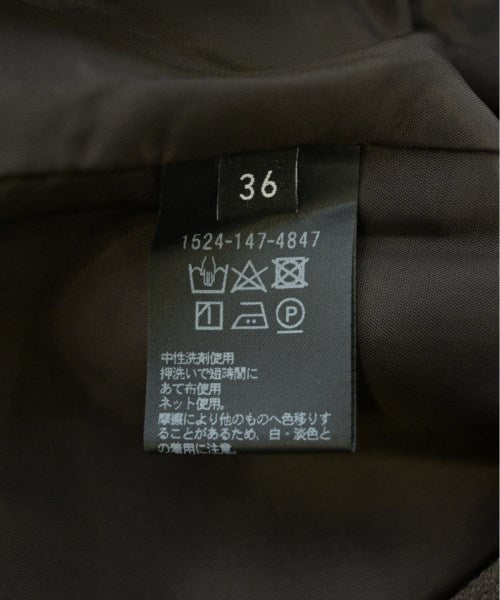 36
1524-147-4847
P
中性洗剤使用
押洗いで短時間に
あて布使用
ネット使用。
摩擦により他のものへ色移りす
ることがあるため、白・淡色と
の着用に注意。